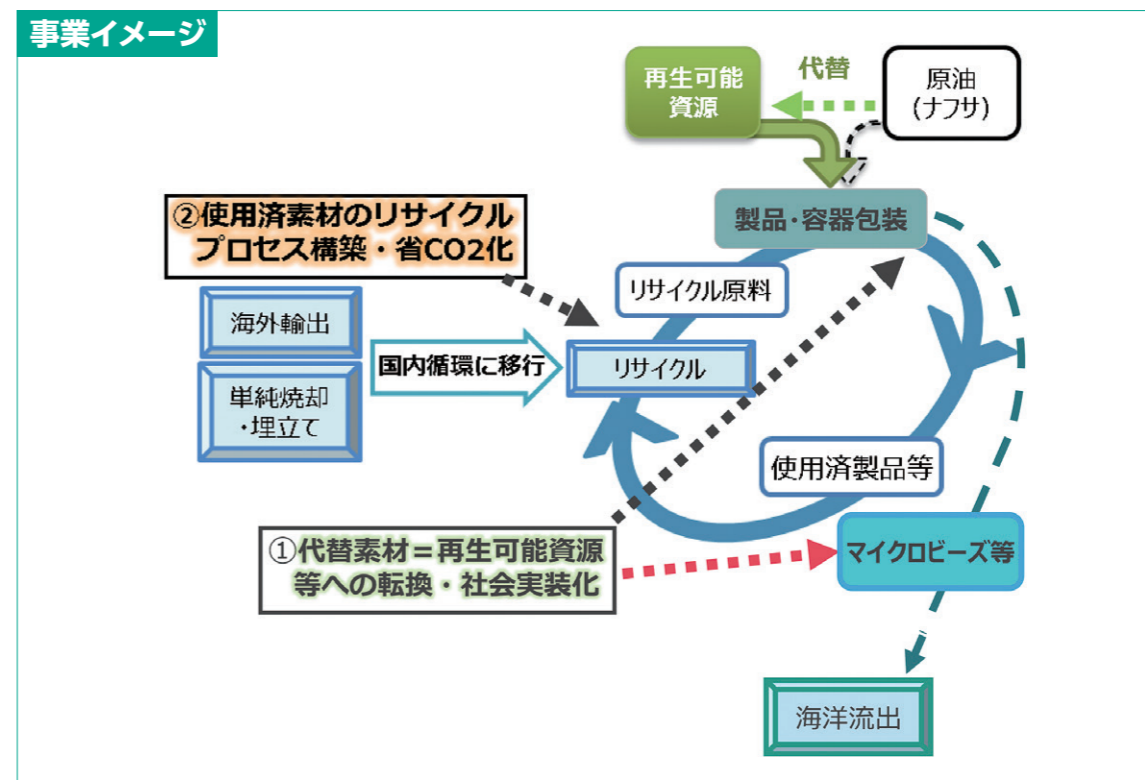 事業イメージ
再生可能
資源
代替
原油
(ナフサ)
②使用済素材のリサイクル
プロセス構築・省CO2化
製品・容器包装
リサイクル原料
海外輸出
国内循環に移行
リサイクル
単純焼却
・埋立て
使用済製品等
①代替素材＝再生可能資源
等への転換・社会実装化
マイクロビーズ等
海洋流出